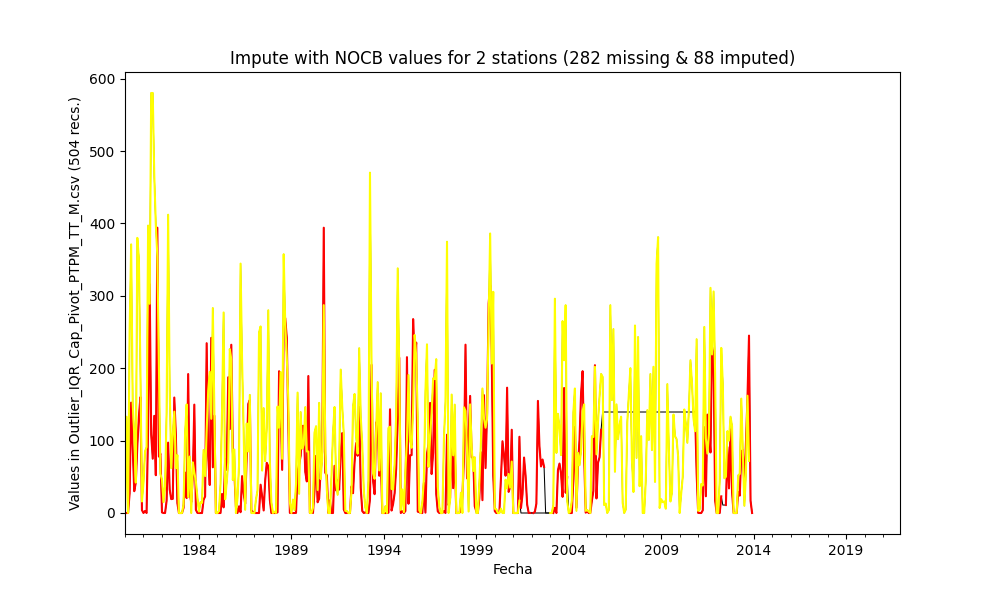 Impute with NOCB values for 2 stations (282 missing & 88 imputed)
Values in Outlier_IQR_Cap_Pivot_PTPM_TT_M.csv (504 recs.)
600
500
400
300
200
100
0
1984 1989 1994 1999 2004 2009 2014 2019
Fecha